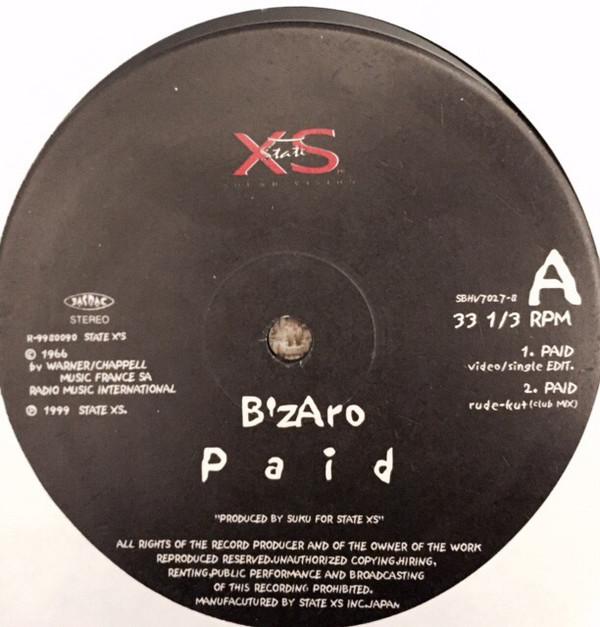 XS
State
JASRAC
STEREO
R-9980090 STATE X'S
© 1966
by WARNER/CHAPPELL
MUSIC FRANCE SA
RADIO MUSIC INTERNATIONAL
℗ 1999 STATE XS.
A
SBHV7027-8
33 1/3 RPM
1. PAID
video/single EDIT.
2. PAID
rude-kut (club MIX)
B'zAro
Paid
"PRODUCED BY SUKU FOR STATE XS"
ALL RIGHTS OF THE RECORD PRODUCER AND OF THE OWNER OF THE WORK
REPRODUCED RESERVED.UNAUTHORIZED COPYING.HIRING,
RENTING.PUBLIC PERFORMANCE AND BROADCASTING
OF THIS RECORDING PROHIBITED.
MANUFACUTURED BY STATE XS INC.JAPAN.